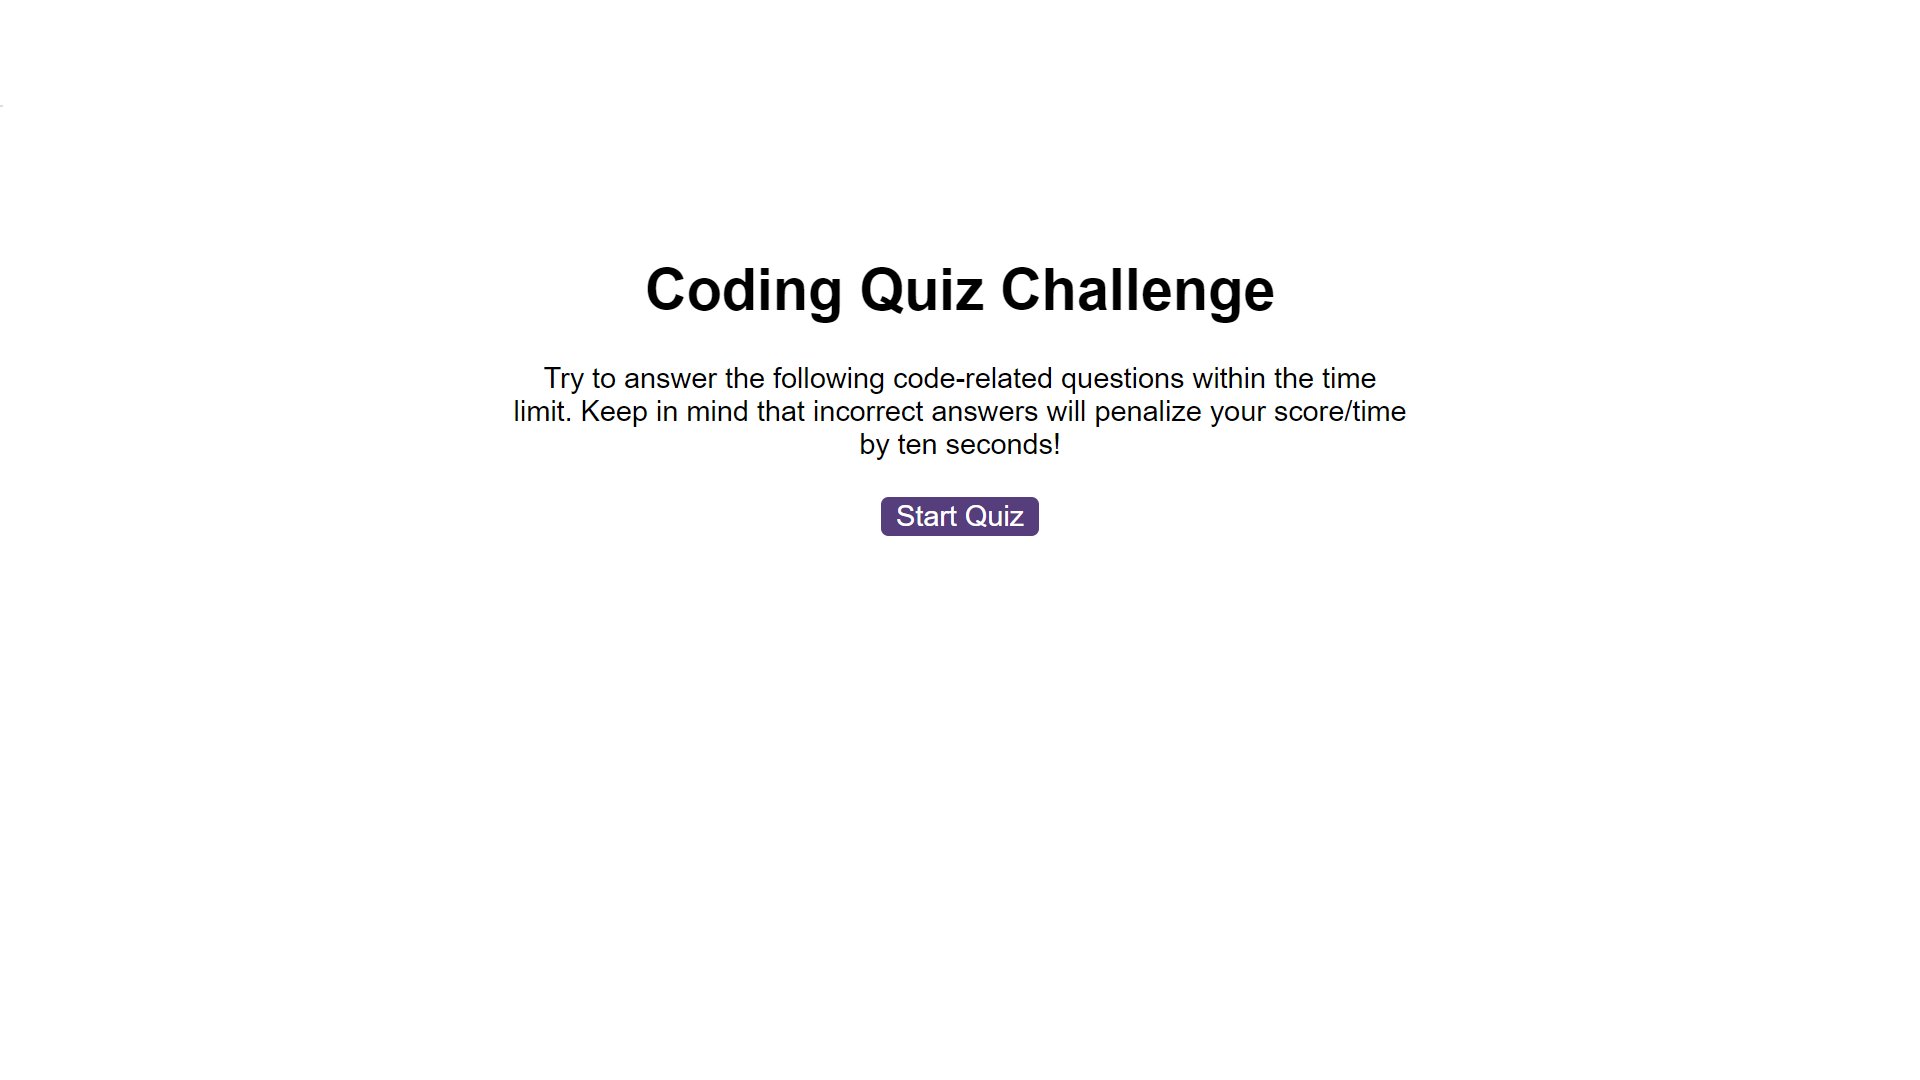 Coding Quiz Challenge
Try to answer the following code-related questions within the time
limit. Keep in mind that incorrect answers will penalize your score/time
by ten seconds!
Start Quiz